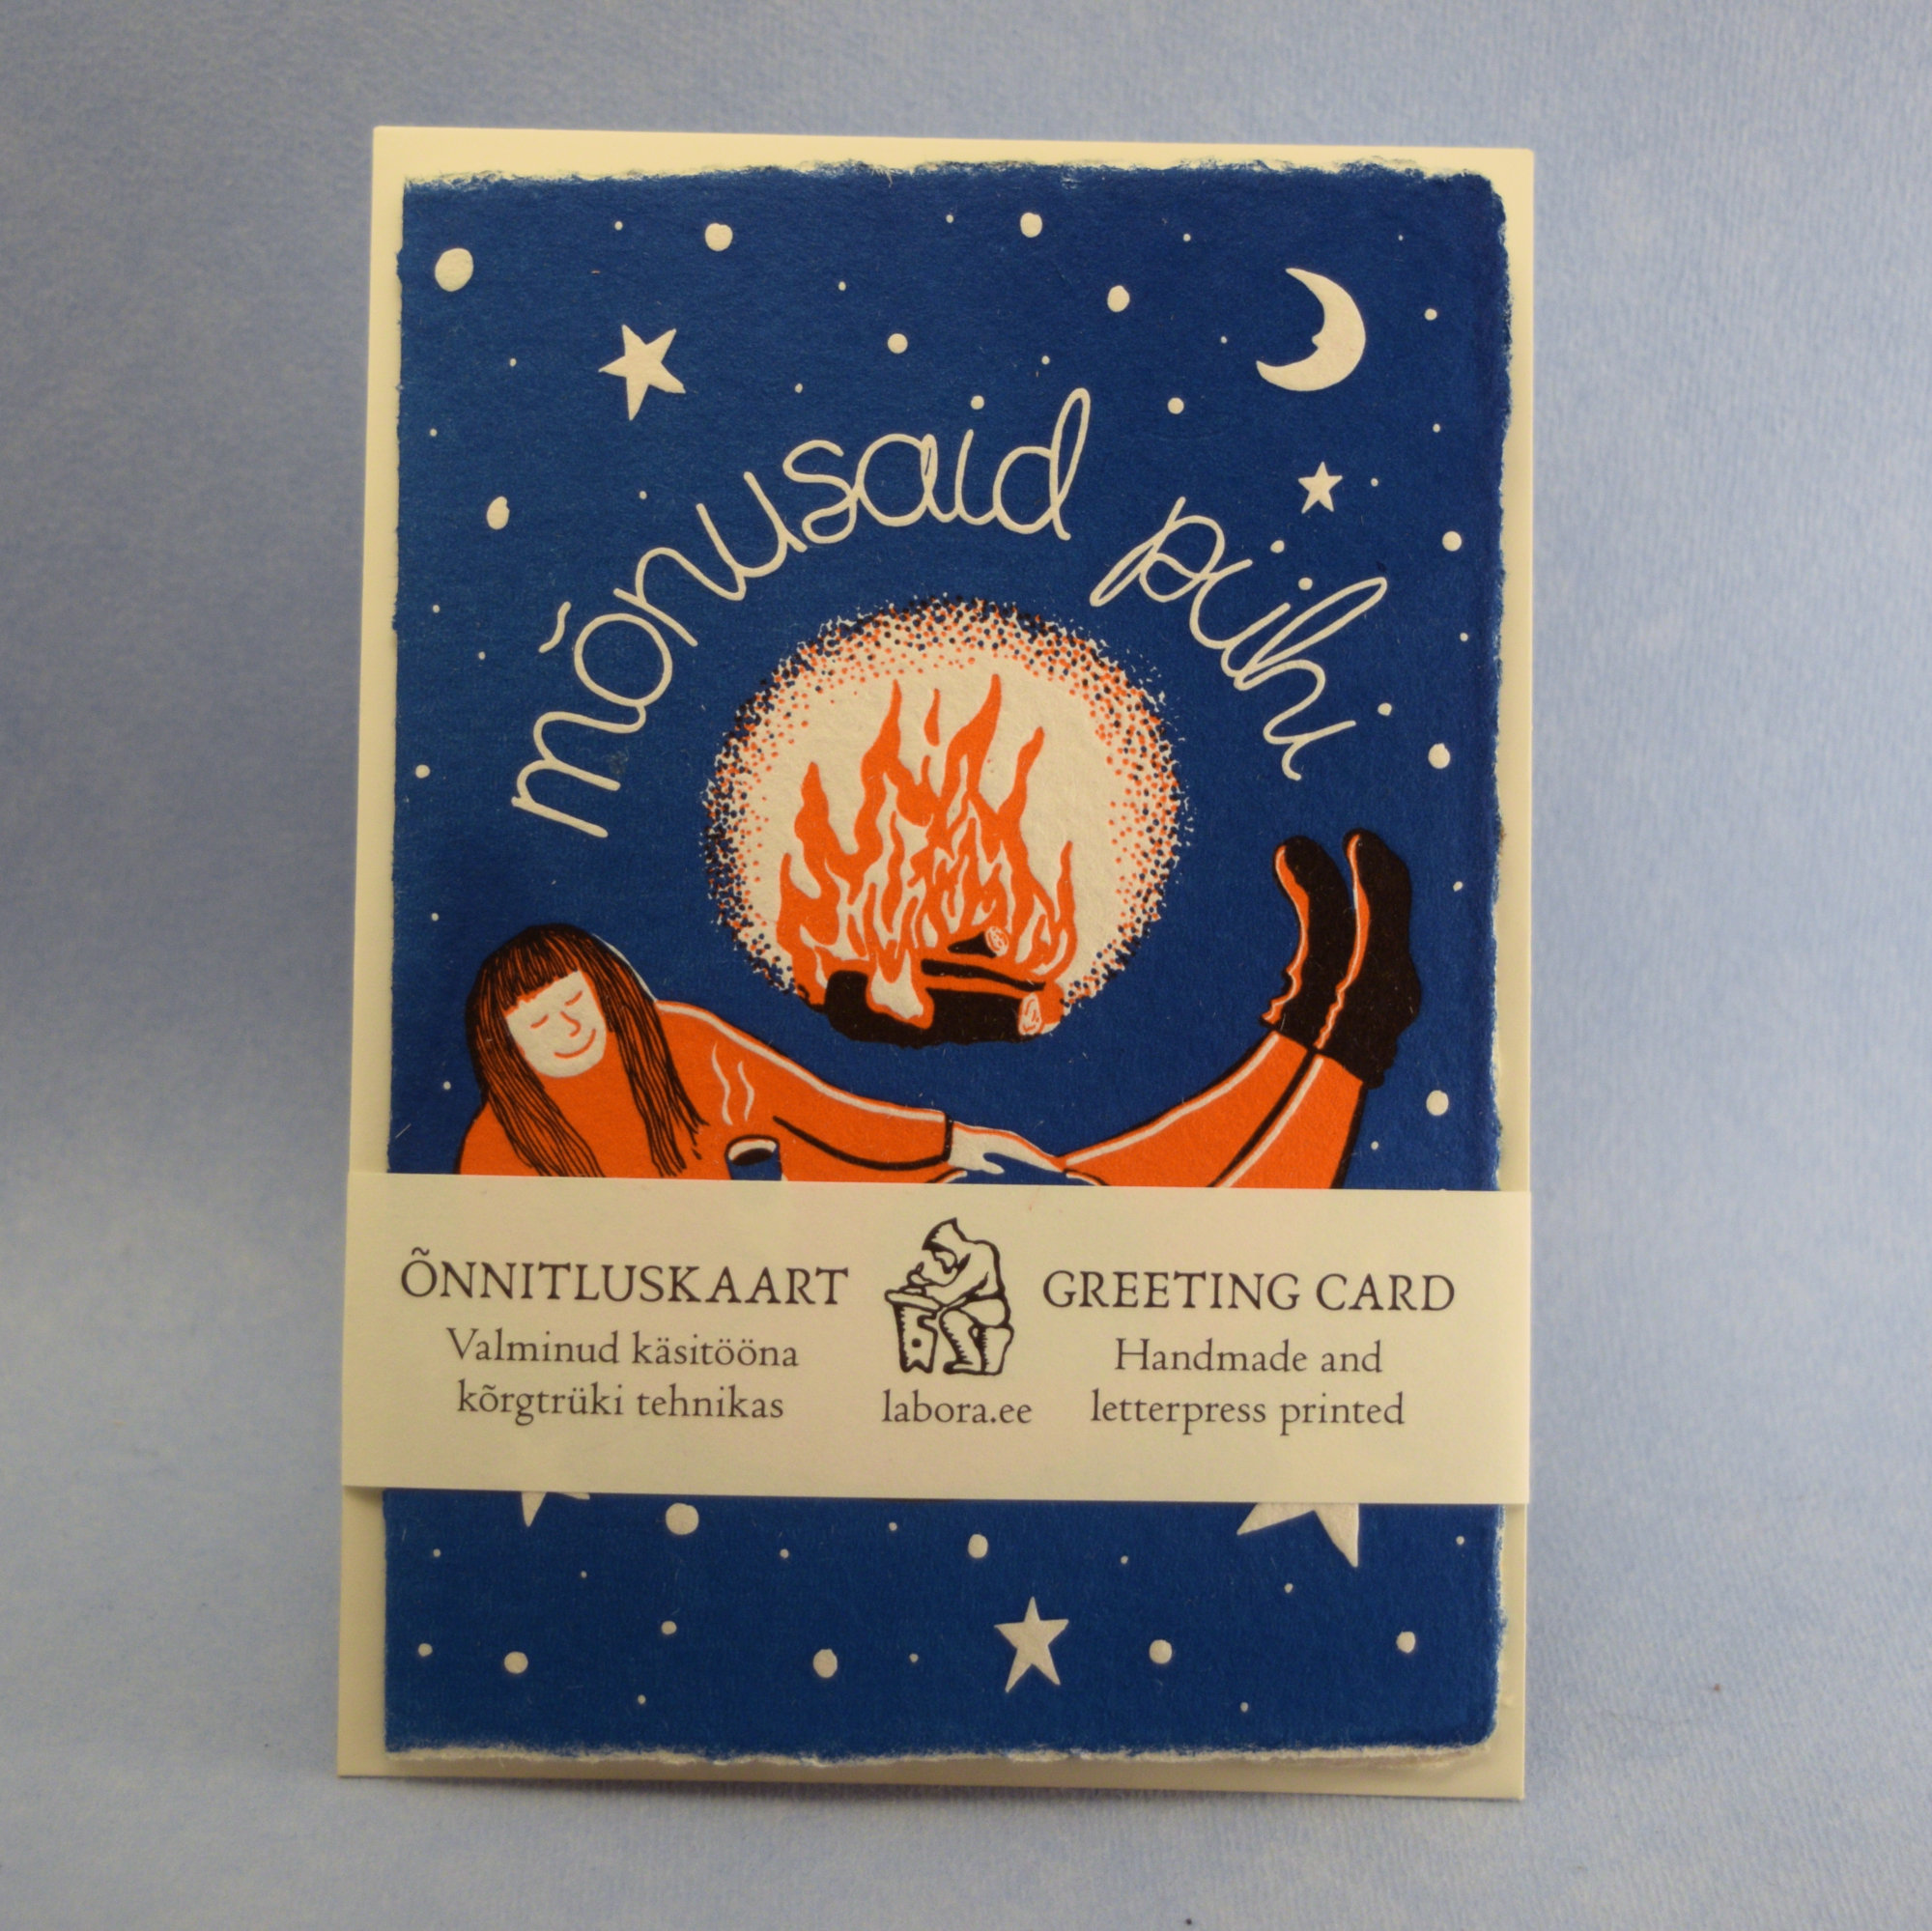 mõnusaid pühi
ÕNNITLUSKAART
Valminud käsitööna
kõrgtrüki tehnikas
labora.ee
GREETING CARD
Handmade and
letterpress printed